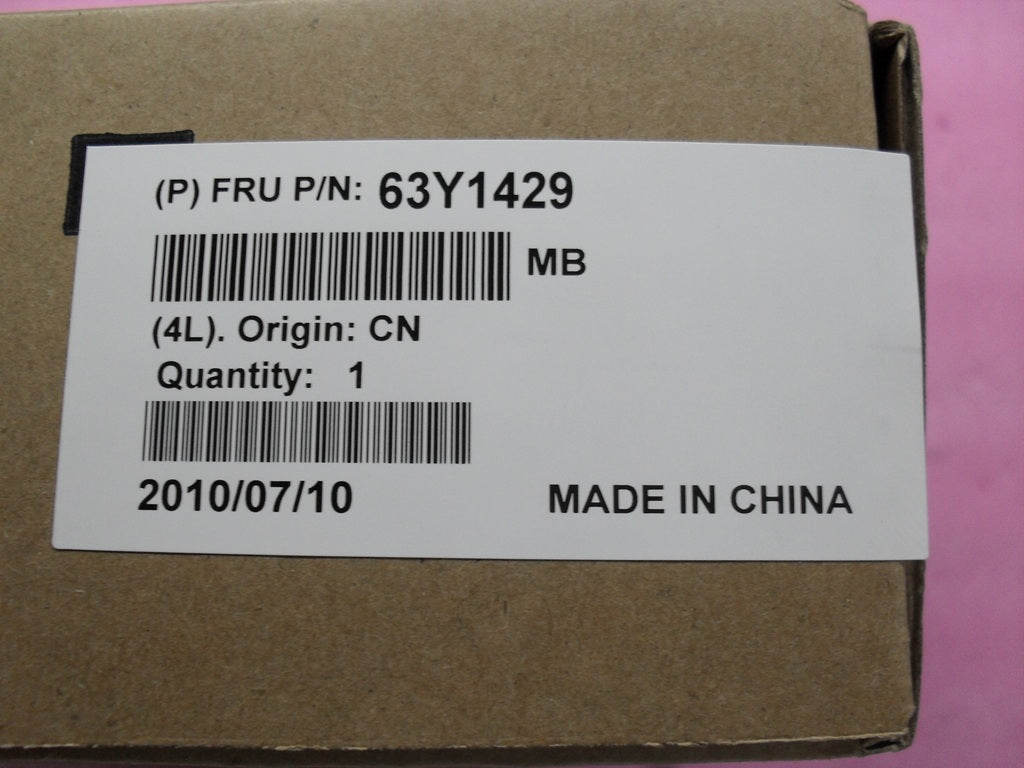 (P) FRU P/N: 63Y1429
MB
(4L). Origin: CN
Quantity: 1
2010/07/10
MADE IN CHINA